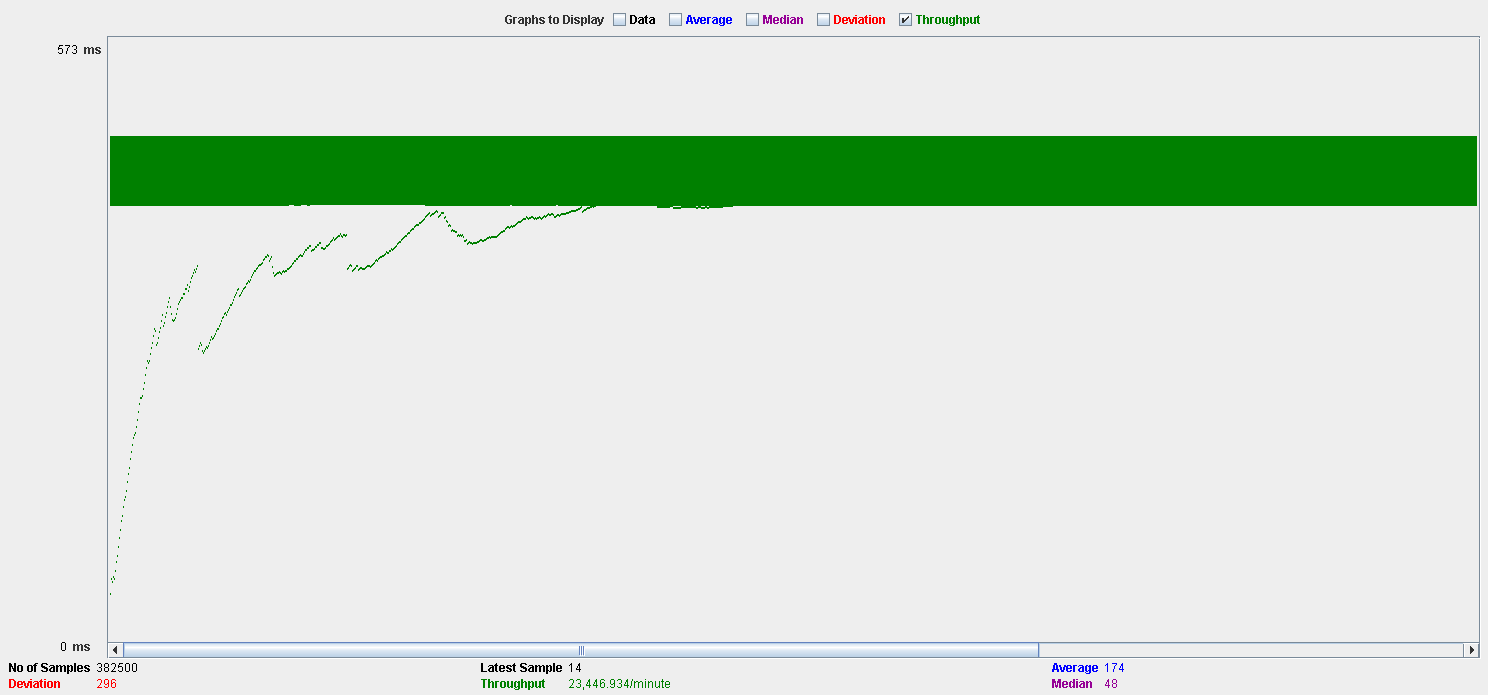 Graphs to Display Data Average Median Deviation Throughput
573 ms
0 ms
No of Samples 382500 Latest Sample 14 Average 174
Deviation 296 Throughput 23,446.934/minute Median 48